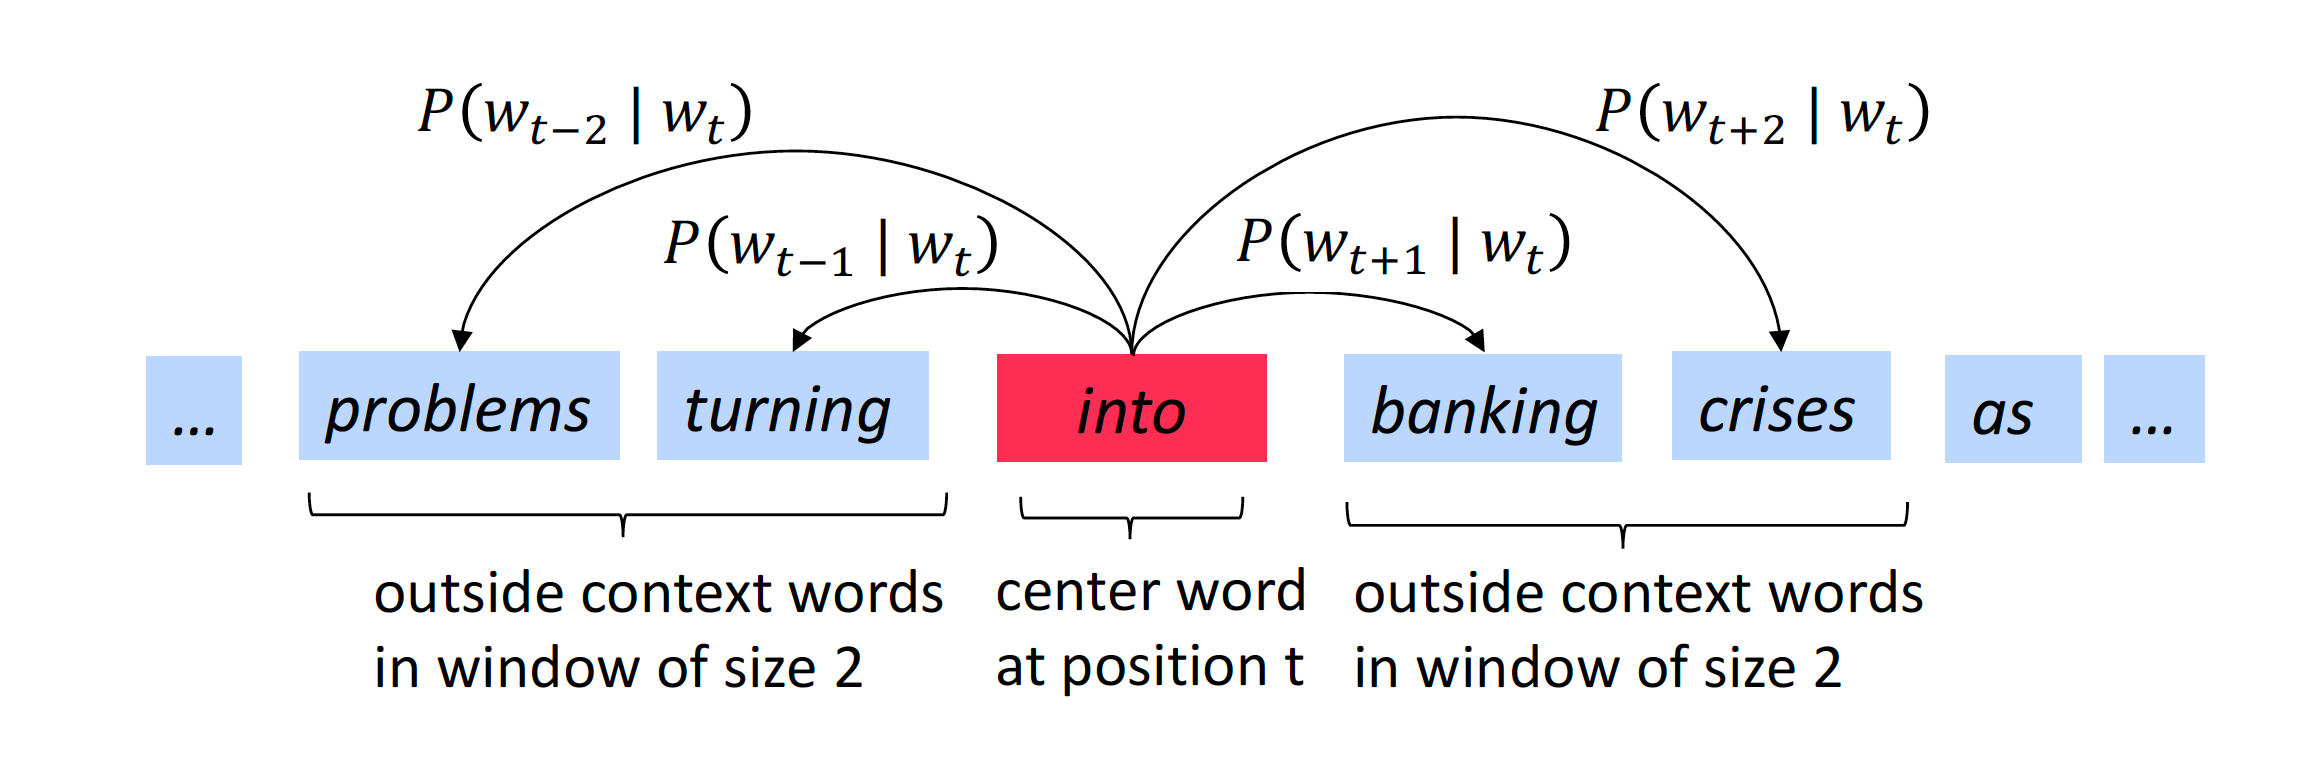 P(w_{t−2} | w_t) P(w_{t+2} | w_t)
P(w_{t−1} | w_t) P(w_{t+1} | w_t)
... problems turning into banking crises as ...
outside context words center word outside context words
in window of size 2 at position t in window of size 2